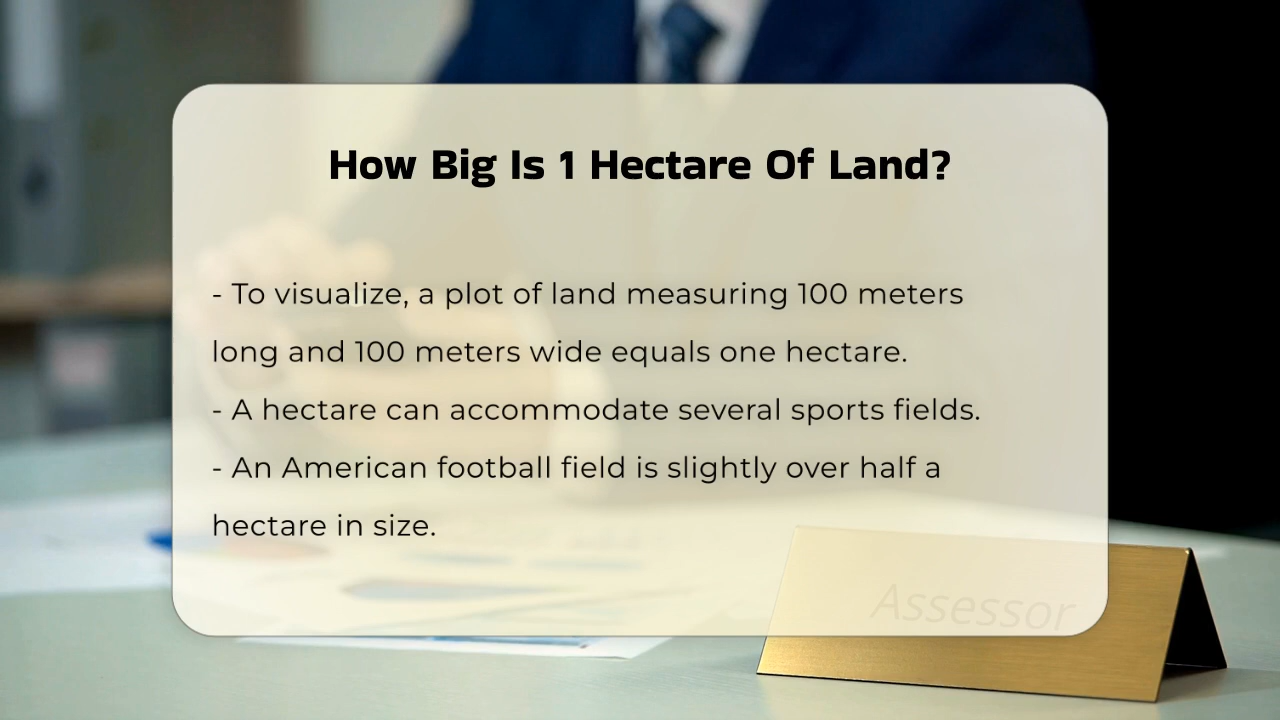 How Big Is 1 Hectare Of Land?
- To visualize, a plot of land measuring 100 meters
long and 100 meters wide equals one hectare.
- A hectare can accommodate several sports fields.
- An American football field is slightly over half a
hectare in size.
Assessor